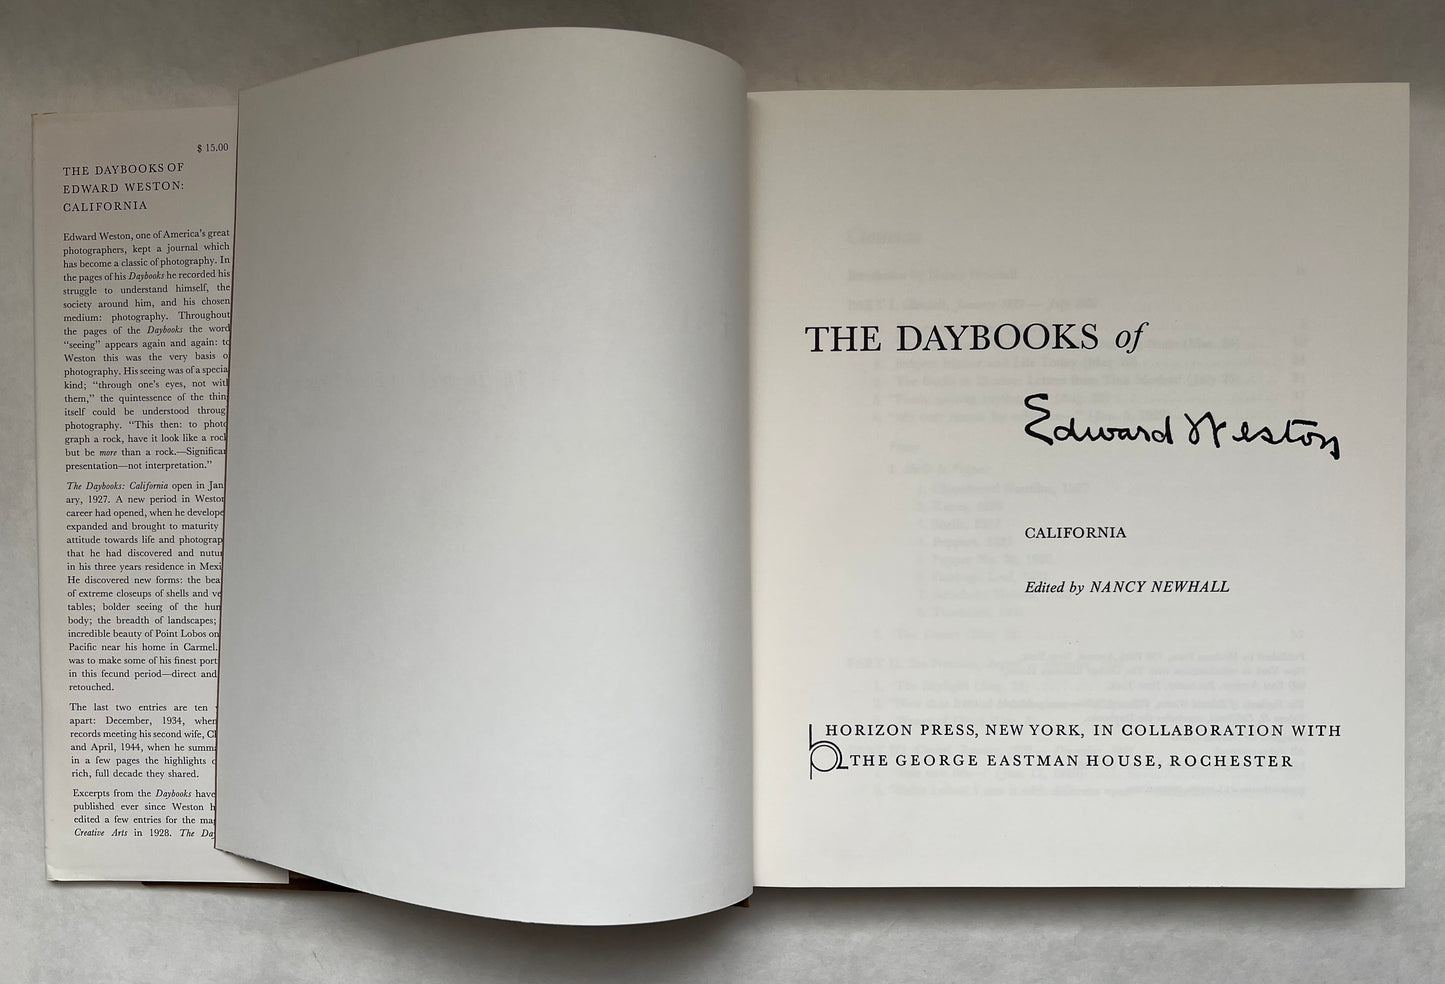 $ 15.00
THE DAYBOOKS OF
EDWARD WESTON:
CALIFORNIA
Edward Weston, one of America's great
photographers, kept a journal which
has become a classic of photography. In
the pages of his Daybooks he recorded his
struggle to understand himself, the
society around him, and his chosen
medium: photography. Throughout
the pages of the Daybooks the word
“seeing” appears again and again: to
Weston this was the very basis o
photography. His seeing was of a specia
kind; “through one's eyes, not wit
them,” the quintessence of the thin
itself could be understood throug
photography. “This then: to photo
graph a rock, have it look like a roc
but be more than a rock.—Significan
presentation—not interpretation.”
The Daybooks: California open in Jan
ary, 1927. A new period in Weston
career had opened, when he develope
expanded and brought to maturity
attitude towards life and photograp
that he had discovered and nutur
in his three years residence in Mexi
He discovered new forms: the bea
of extreme closeups of shells and ve
tables; bolder seeing of the hum
body; the breadth of landscapes;
incredible beauty of Point Lobos on
Pacific near his home in Carmel.
was to make some of his finest port
in this fecund period—direct and
retouched.
The last two entries are ten
apart: December, 1934, when
records meeting his second wife, Ch
and April, 1944, when he summ
in a few pages the highlights o
rich, full decade they shared.
Excerpts from the Daybooks have
published ever since Weston h
edited a few entries for the mag
Creative Arts in 1928. The Da
THE DAYBOOKS of
Edward Weston
CALIFORNIA
Edited by NANCY NEWHALL
HORIZON PRESS, NEW YORK, IN COLLABORATION WITH
THE GEORGE EASTMAN HOUSE, ROCHESTER